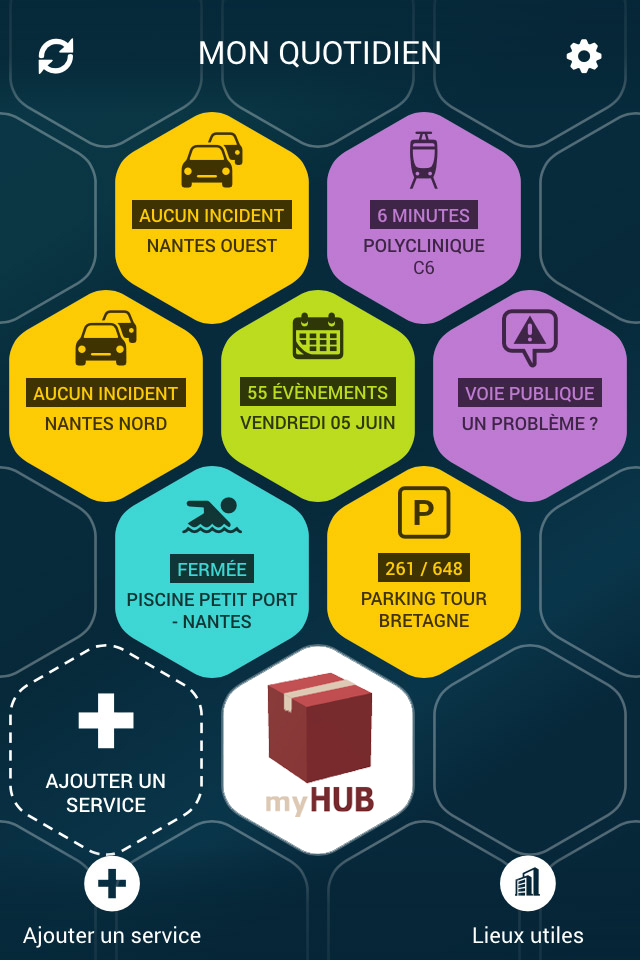 MON QUOTIDIEN
AUCUN INCIDENT
NANTES OUEST
6 MINUTES
POLYCLINIQUE
C6
AUCUN INCIDENT
NANTES NORD
55 ÉVÈNEMENTS
VENDREDI 05 JUIN
VOIE PUBLIQUE
UN PROBLÈME ?
FERMÉE
PISCINE PETIT PORT
- NANTES
P
261 / 648
PARKING TOUR
BRETAGNE
AJOUTER UN
SERVICE
myHUB
Ajouter un service
Lieux utiles